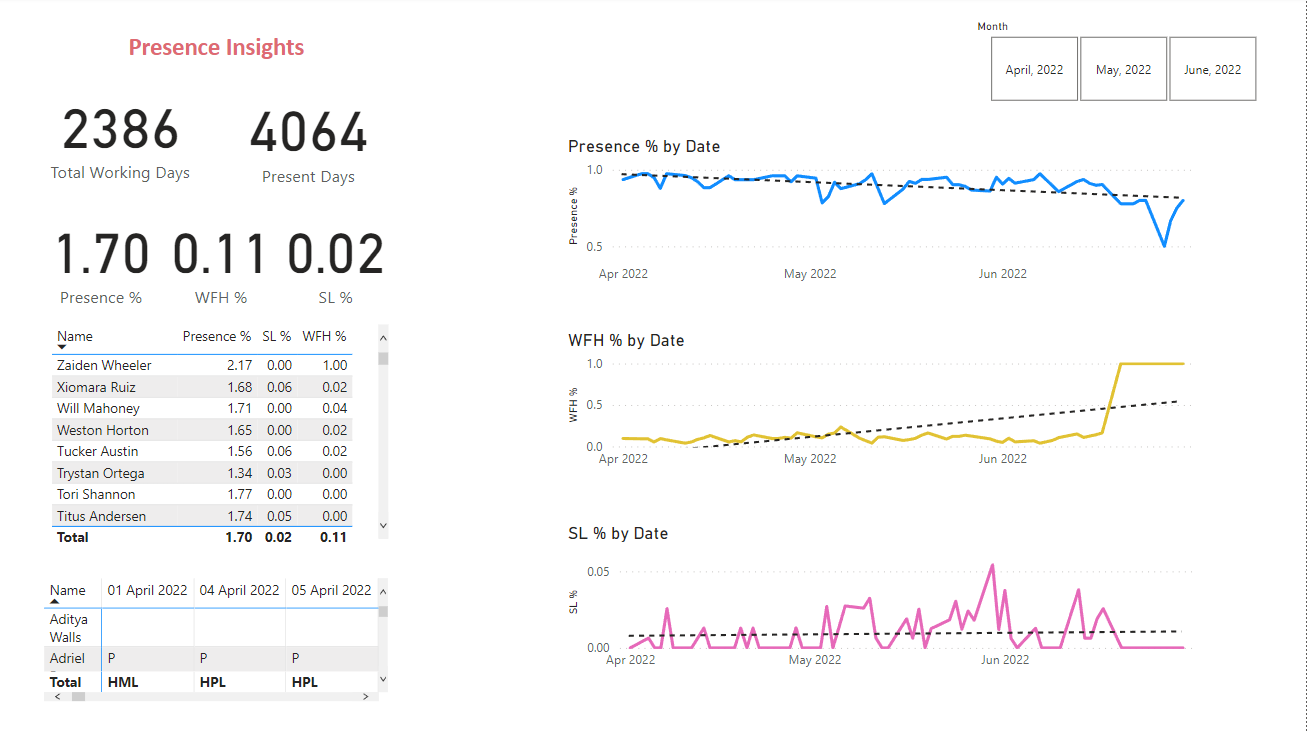 Presence Insights
Month
April, 2022
May, 2022
June, 2022
2386
Total Working Days
4064
Present Days
1.70
Presence %
0.11
WFH %
0.02
SL %
Name Presence % SL % WFH %
Zaiden Wheeler 2.17 0.00 1.00
Xiomara Ruiz 1.68 0.06 0.02
Will Mahoney 1.71 0.00 0.04
Weston Horton 1.65 0.00 0.02
Tucker Austin 1.56 0.06 0.02
Trystan Ortega 1.34 0.03 0.00
Tori Shannon 1.77 0.00 0.00
Titus Andersen 1.74 0.05 0.00
Total 1.70 0.02 0.11
Name 01 April 2022 04 April 2022 05 April 2022
Aditya
Walls
Adriel P P P
Total HML HPL HPL
Presence % by Date
Presence %
1.0
0.5
Apr 2022 May 2022 Jun 2022
WFH % by Date
WFH %
1.0
0.5
0.0
Apr 2022 May 2022 Jun 2022
SL % by Date
SL %
0.05
0.00
Apr 2022 May 2022 Jun 2022